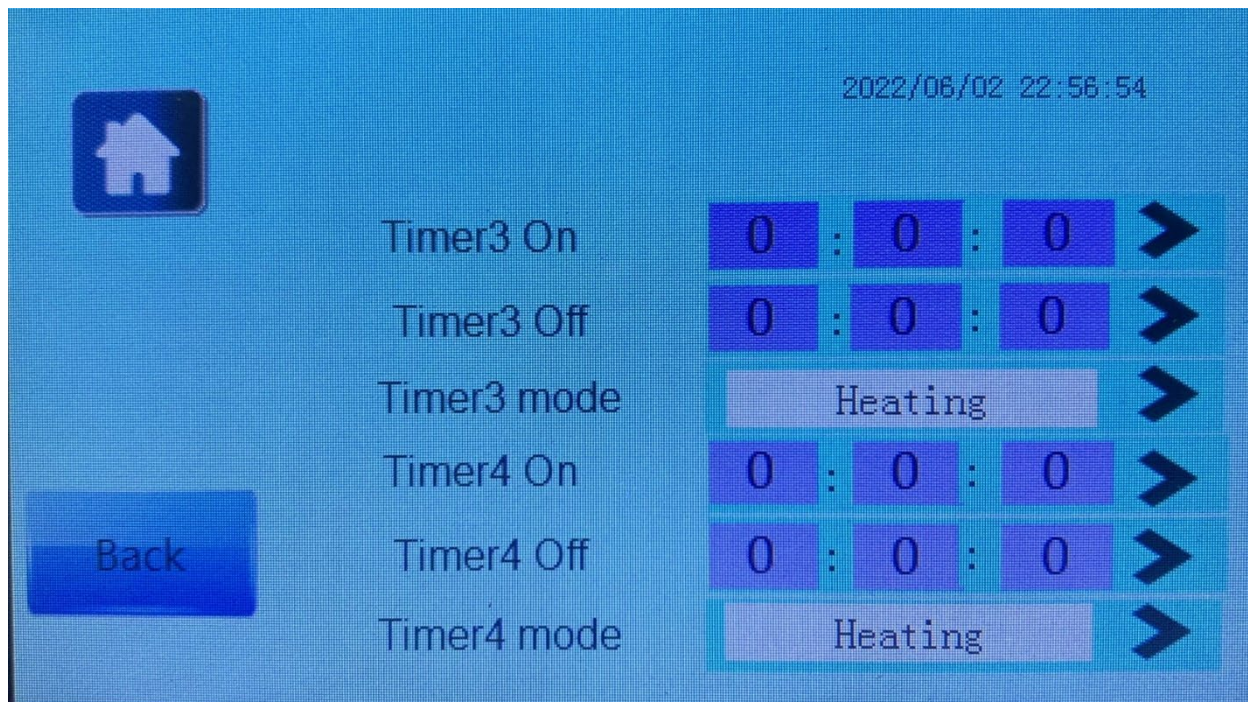 2022/06/02 22:56:54
Timer3 On 0 : 0 : 0
Timer3 Off 0 : 0 : 0
Timer3 mode Heating
Timer4 On 0 : 0 : 0
Back Timer4 Off 0 : 0 : 0
Timer4 mode Heating